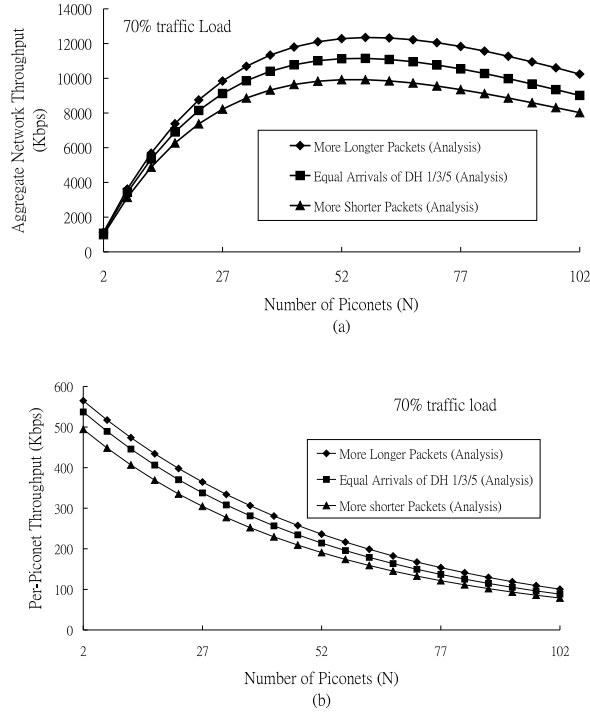 14000
12000
10000
8000
6000
4000
2000
0
Aggregate Network Throughput
(Kbps)
70% traffic Load
More Longter Packets (Analysis)
Equal Arrivals of DH 1/3/5 (Analysis)
More Shorter Packets (Analysis)
2 27 52 77 102
Number of Piconets (N)
(a)
600
500
400
300
200
100
0
Per-Piconet Throughput (Kbps)
70% traffic load
More Longer Packets (Analysis)
Equal Arrivals of DH 1/3/5 (Analysis)
More shorter Packets (Analysis)
2 27 52 77 102
Number of Piconets (N)
(b)